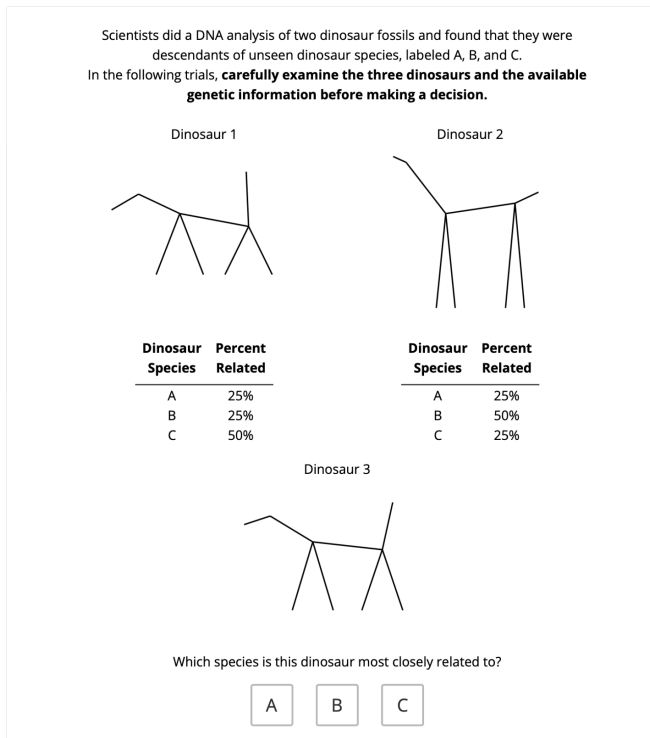 Scientists did a DNA analysis of two dinosaur fossils and found that they were
descendants of unseen dinosaur species, labeled A, B, and C.
In the following trials, carefully examine the three dinosaurs and the available
genetic information before making a decision.
Dinosaur 1
Dinosaur 2
Dinosaur Percent
Species Related
A 25%
B 25%
C 50%
Dinosaur Percent
Species Related
A 25%
B 50%
C 25%
Dinosaur 3
Which species is this dinosaur most closely related to?
A B C